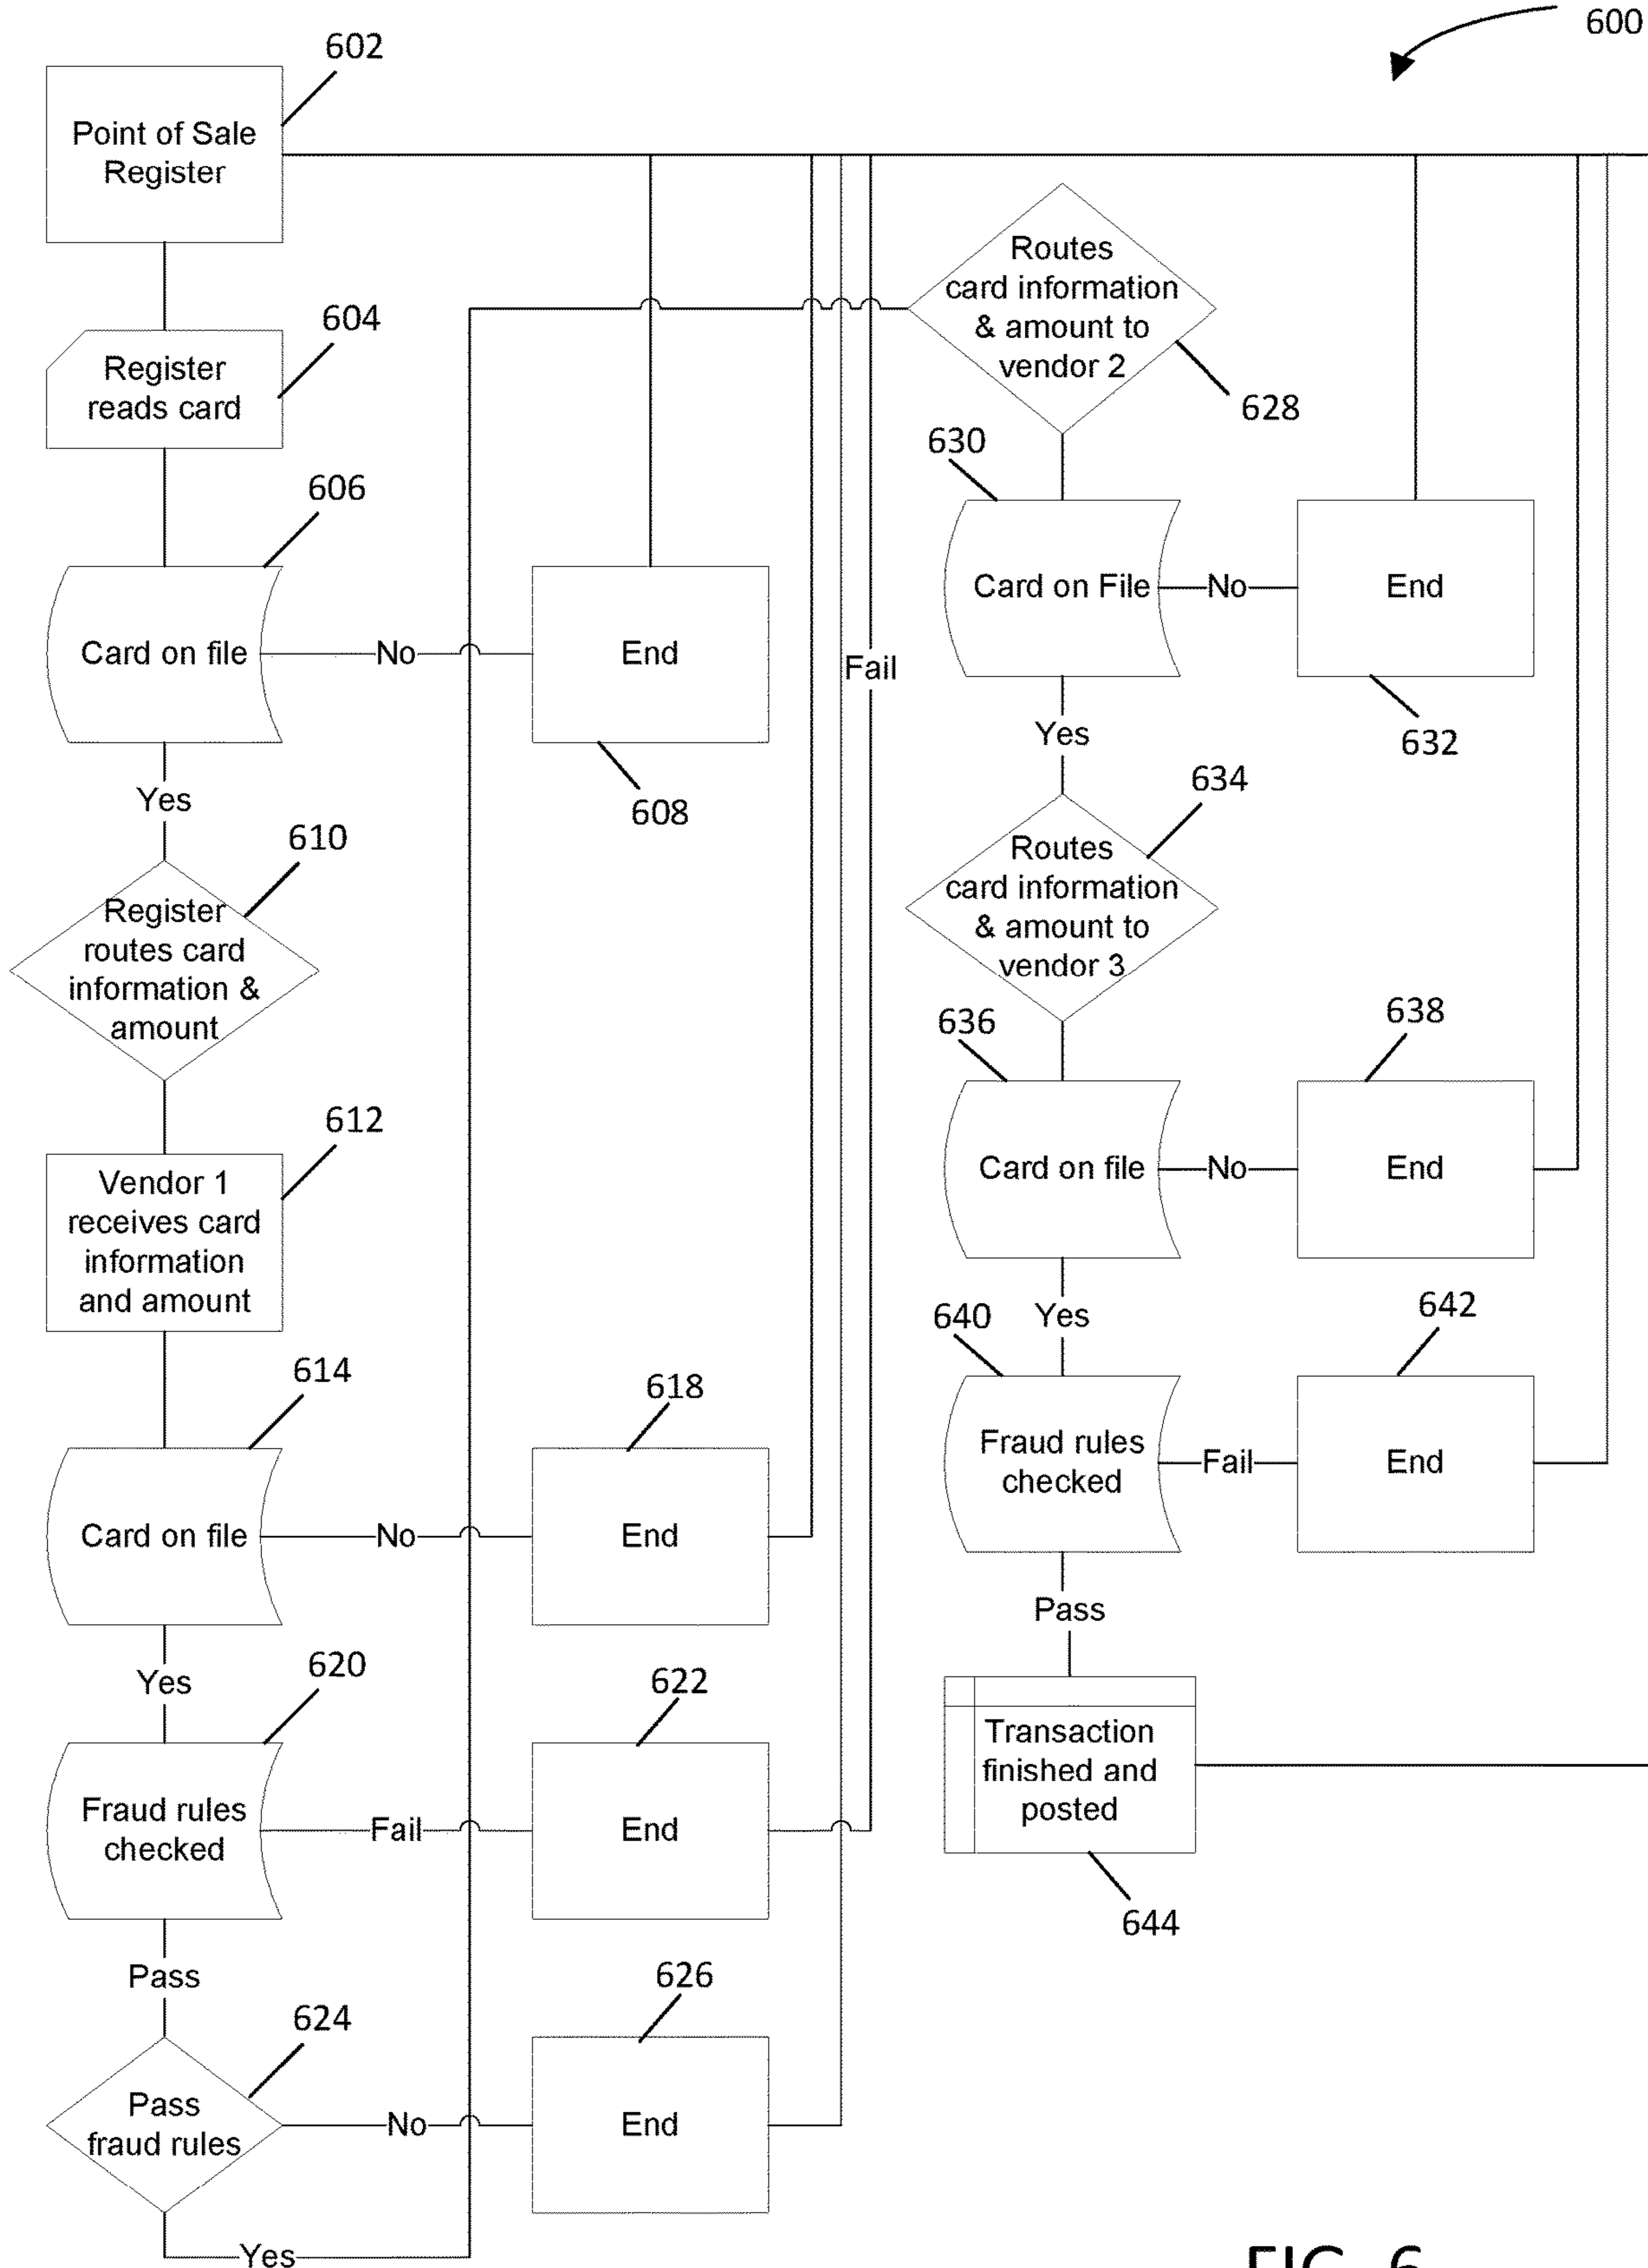 600
602
Point of Sale
Register
604
Register
reads card
606
Card on file
No
End
608
Yes
610
Register
routes card
information &
amount
612
Vendor 1
receives card
information
and amount
614
Card on file
No
618
End
Yes
620
Fraud rules
checked
Fail
622
End
Fail
Pass
624
Pass
fraud rules
No
626
End
Yes
Routes
card information
& amount to
vendor 2
628
630
Card on File
No
End
632
Yes
634
Routes
card information
& amount to
vendor 3
636
Card on file
No
638
End
Yes
640
Fraud rules
checked
Fail
642
End
Pass
Transaction
finished and
posted
644
FIG. 6